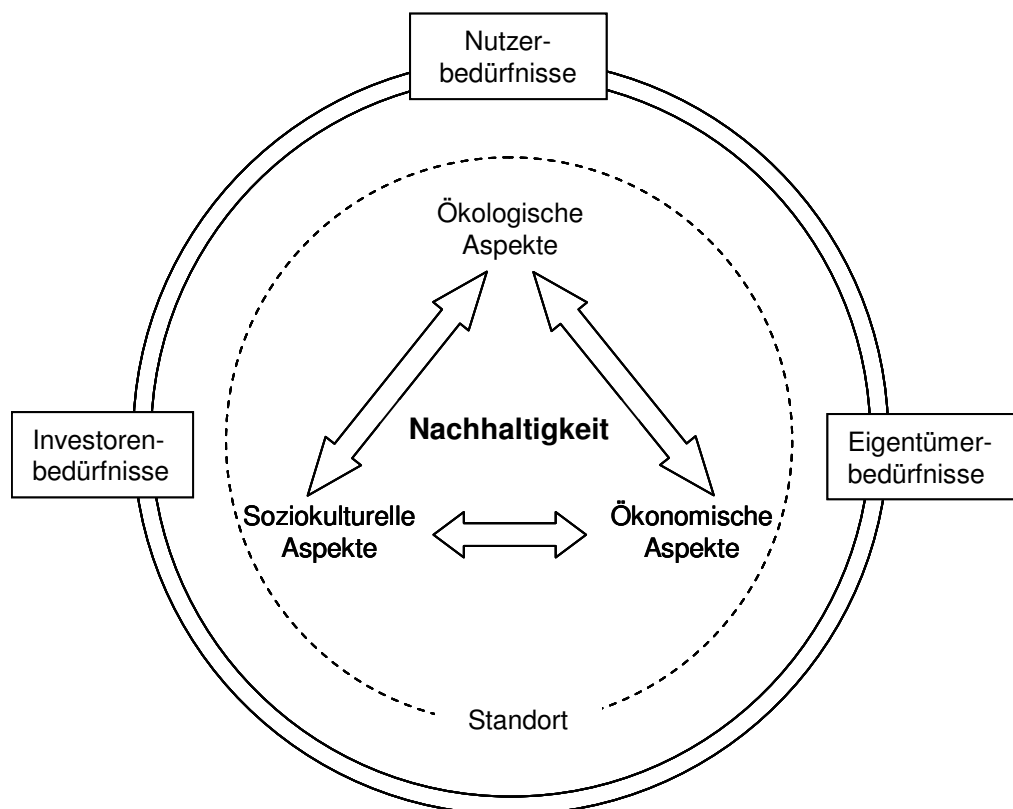 Nutzer-
bedürfnisse
Ökologische
Aspekte
Nachhaltigkeit
Investoren-
bedürfnisse
Eigentümer-
bedürfnisse
Soziokulturelle
Aspekte
Ökonomische
Aspekte
Standort